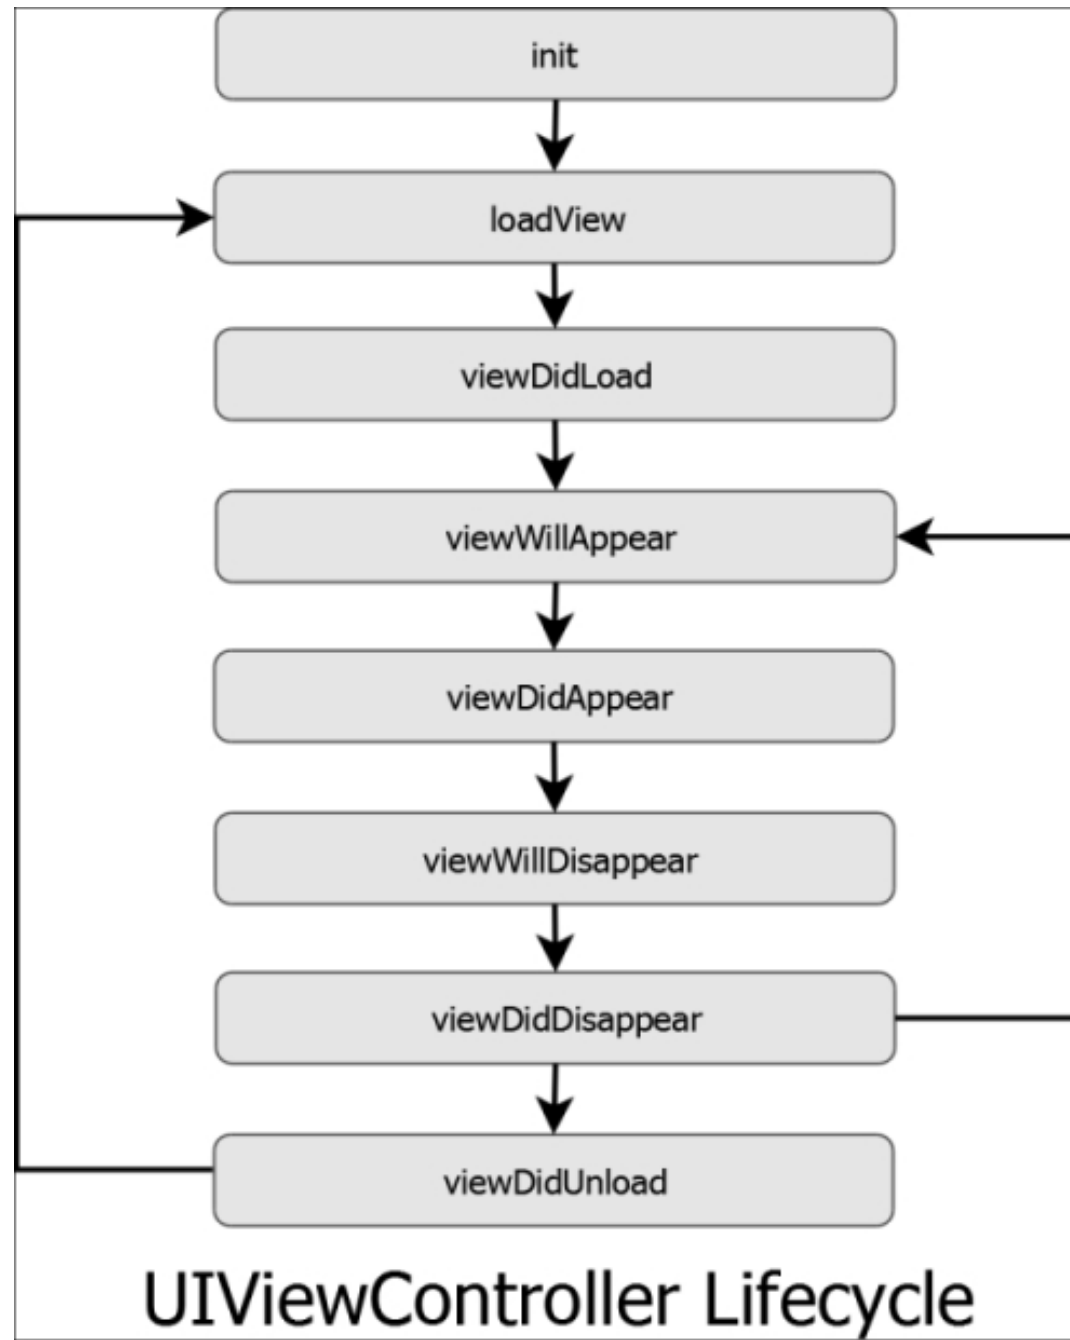 init
loadView
viewDidLoad
viewWillAppear
viewDidAppear
viewWillDisappear
viewDidDisappear
viewDidUnload
UIViewController Lifecycle